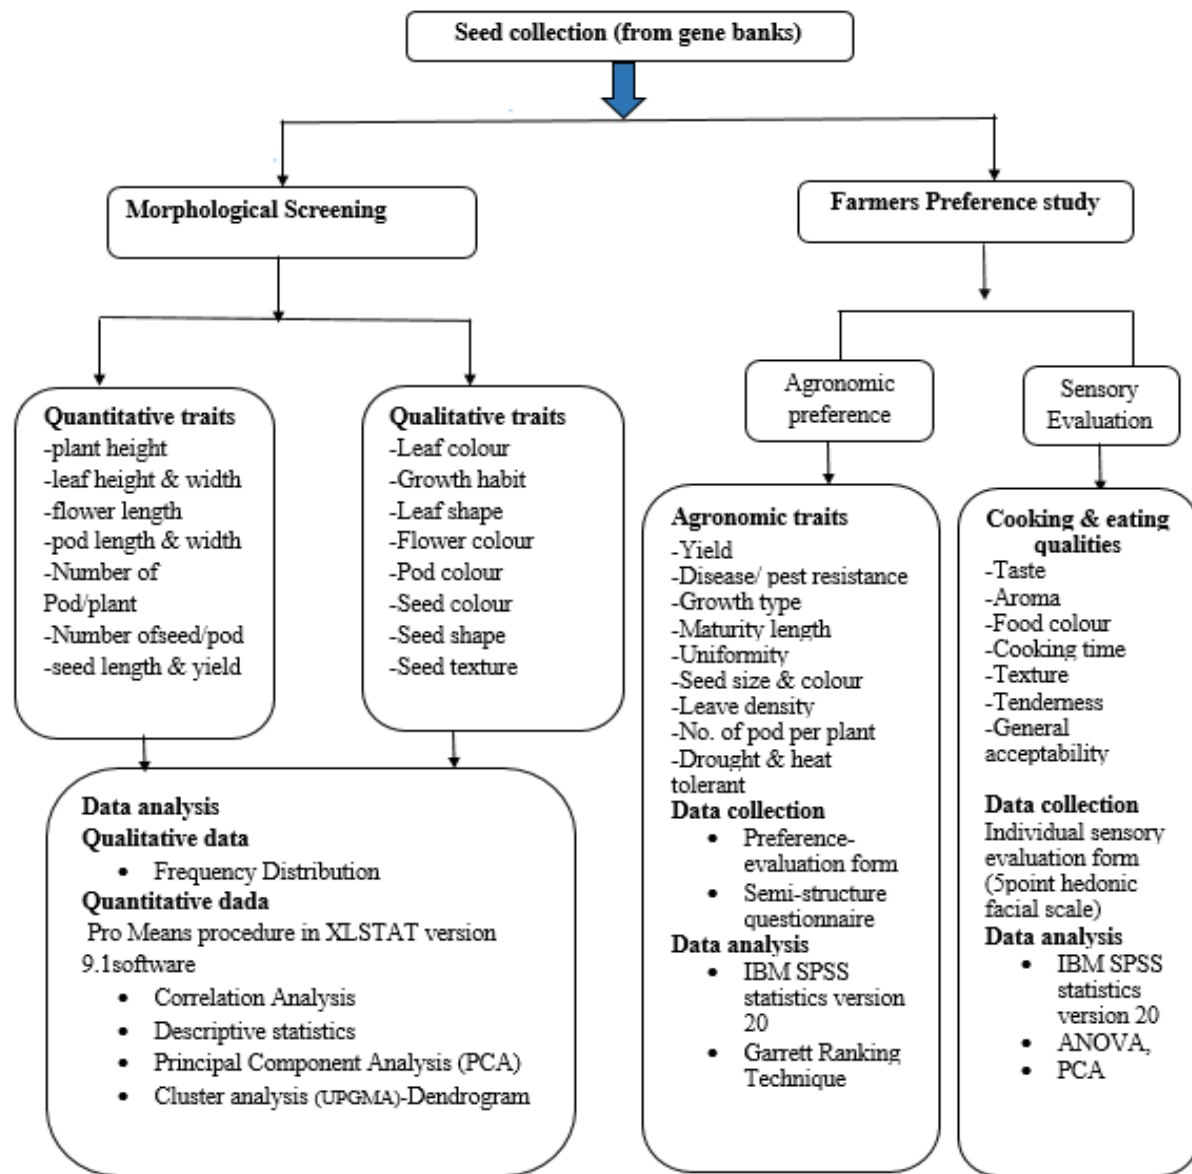 Seed collection (from gene banks)
Morphological Screening
Farmers Preference study
Quantitative traits
-plant height
-leaf height & width
-flower length
-pod length & width
-Number of
Pod/plant
-Number ofseed/pod
-seed length & yield
Qualitative traits
-Leaf colour
-Growth habit
-Leaf shape
-Flower colour
-Pod colour
-Seed colour
-Seed shape
-Seed texture
Data analysis
Qualitative data
• Frequency Distribution
Quantitative dada
Pro Means procedure in XLSTAT version
9.1software
• Correlation Analysis
• Descriptive statistics
• Principal Component Analysis (PCA)
• Cluster analysis (UPGMA)-Dendrogram
Agronomic
preference
Agronomic traits
-Yield
-Disease/ pest resistance
-Growth type
-Maturity length
-Uniformity
-Seed size & colour
-Leave density
-No. of pod per plant
-Drought & heat
tolerant
Data collection
• Preference-
evaluation form
• Semi-structure
questionnaire
Data analysis
• IBM SPSS
statistics version
20
• Garrett Ranking
Technique
Sensory
Evaluation
Cooking & eating
qualities
-Taste
-Aroma
-Food colour
-Cooking time
-Texture
-Tenderness
-General
acceptability
Data collection
Individual sensory
evaluation form
(5point hedonic
facial scale)
Data analysis
• IBM SPSS
statistics
version 20
• ANOVA,
• PCA